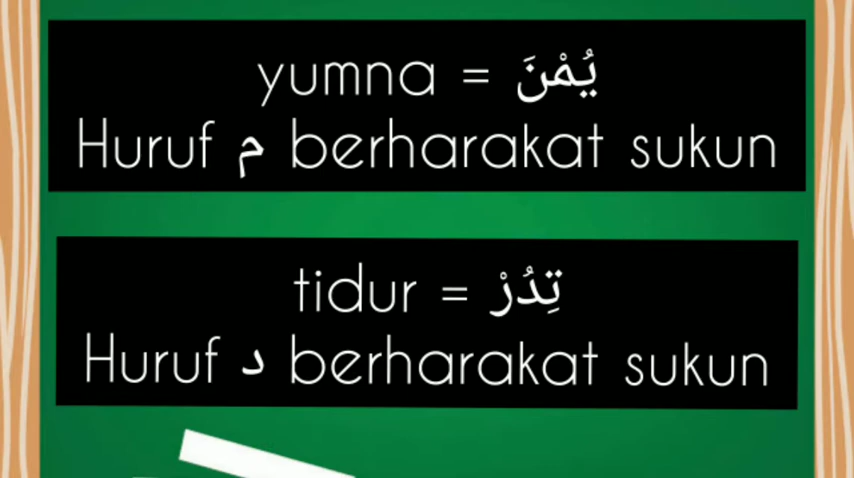 yumna = يُمْنَ
Huruf م berharakat sukun
tidur = تِدُرْ
Huruf د berharakat sukun